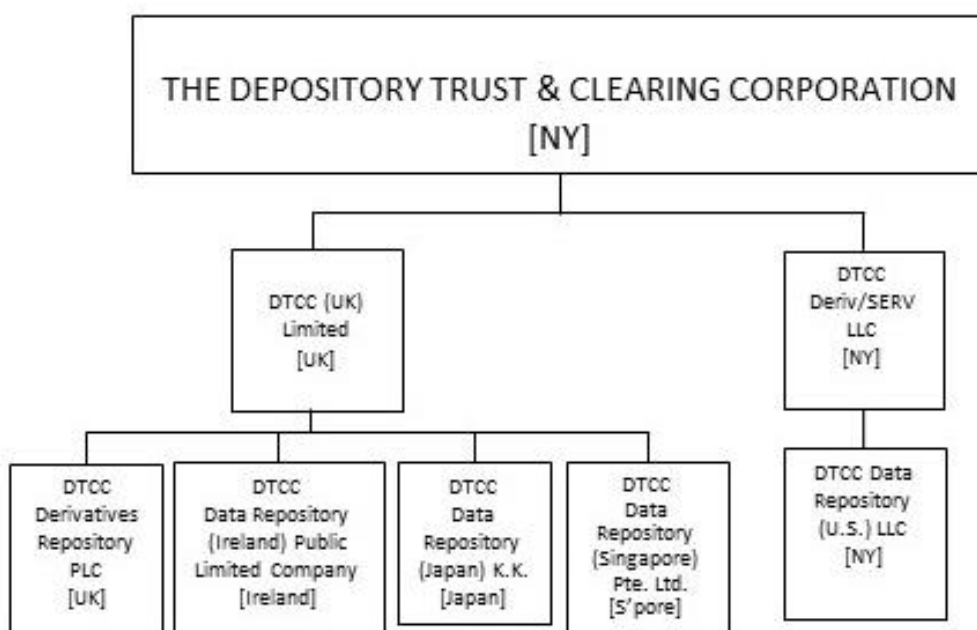 THE DEPOSITORY TRUST & CLEARING CORPORATION
[NY]
DTCC (UK)
Limited
[UK]
DTCC
Deriv/SERV
LLC
[NY]
DTCC
Derivatives
Repository
PLC
[UK]
DTCC
Data Repository
(Ireland) Public
Limited Company
[Ireland]
DTCC
Data
Repository
(Japan) K.K.
[Japan]
DTCC
Data
Repository
(Singapore)
Pte. Ltd.
[S'pore]
DTCC Data
Repository
(U.S.) LLC
[NY]